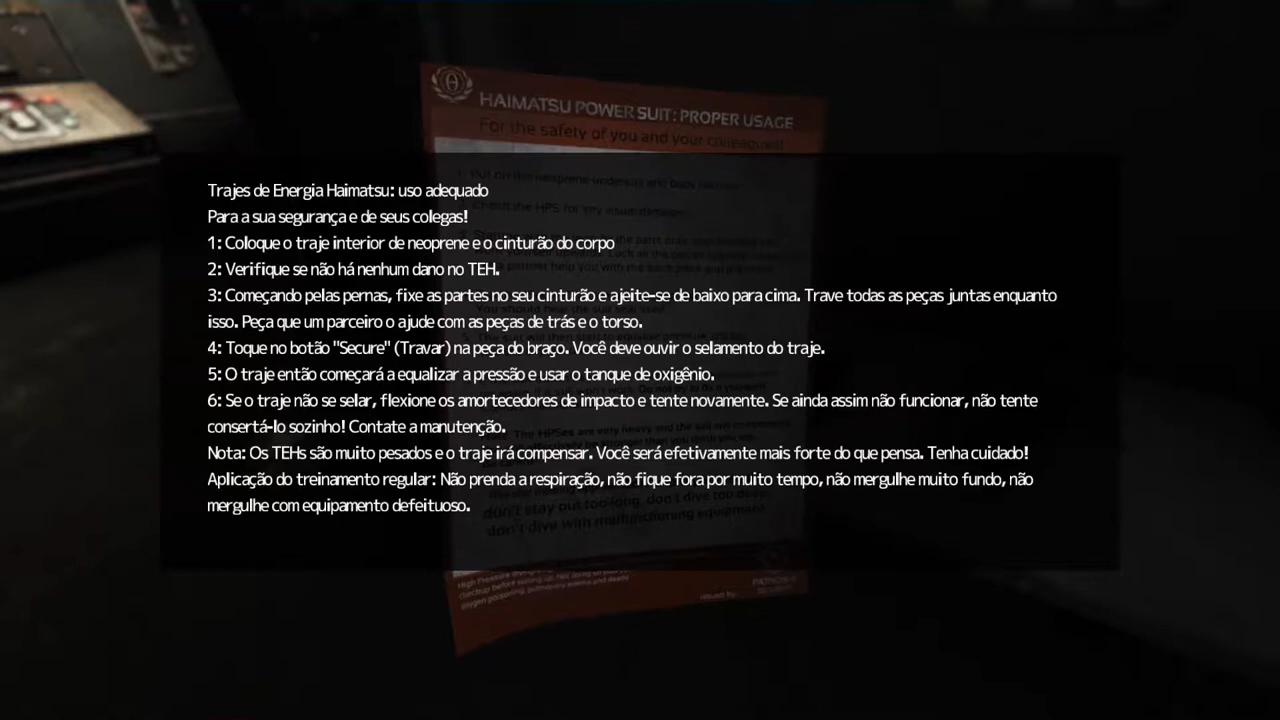 HAIMATSU POWER SUIT: PROPER USAGE
For the safety of you and your colleagues!
Trajes de Energia Haimatsu: uso adequado
Para a sua segurança e de seus colegas!
1: Coloque o traje interior de neoprene e o cinturão do corpo
2: Verifique se não há nenhum dano no TEH.
3: Começando pelas pernas, fixe as partes no seu cinturão e ajeite-se de baixo para cima. Trave todas as peças juntas enquanto
isso. Peça que um parceiro o ajude com as peças de trás e o torso.
4: Toque no botão "Secure" (Travar) na peça do braço. Você deve ouvir o selamento do traje.
5: O traje então começará a equalizar a pressão e usar o tanque de oxigênio.
6: Se o traje não se selar, flexione os amortecedores de impacto e tente novamente. Se ainda assim não funcionar, não tente
consertá-lo sozinho! Contate a manutenção.
Nota: Os TEHs são muito pesados e o traje irá compensar. Você será efetivamente mais forte do que pensa. Tenha cuidado!
Aplicação do treinamento regular: Não prenda a respiração, não fique fora por muito tempo, não mergulhe muito fundo, não
mergulhe com equipamento defeituoso.
don't stay out too long, don't dive too deep,
don't dive with malfunctioning equipment